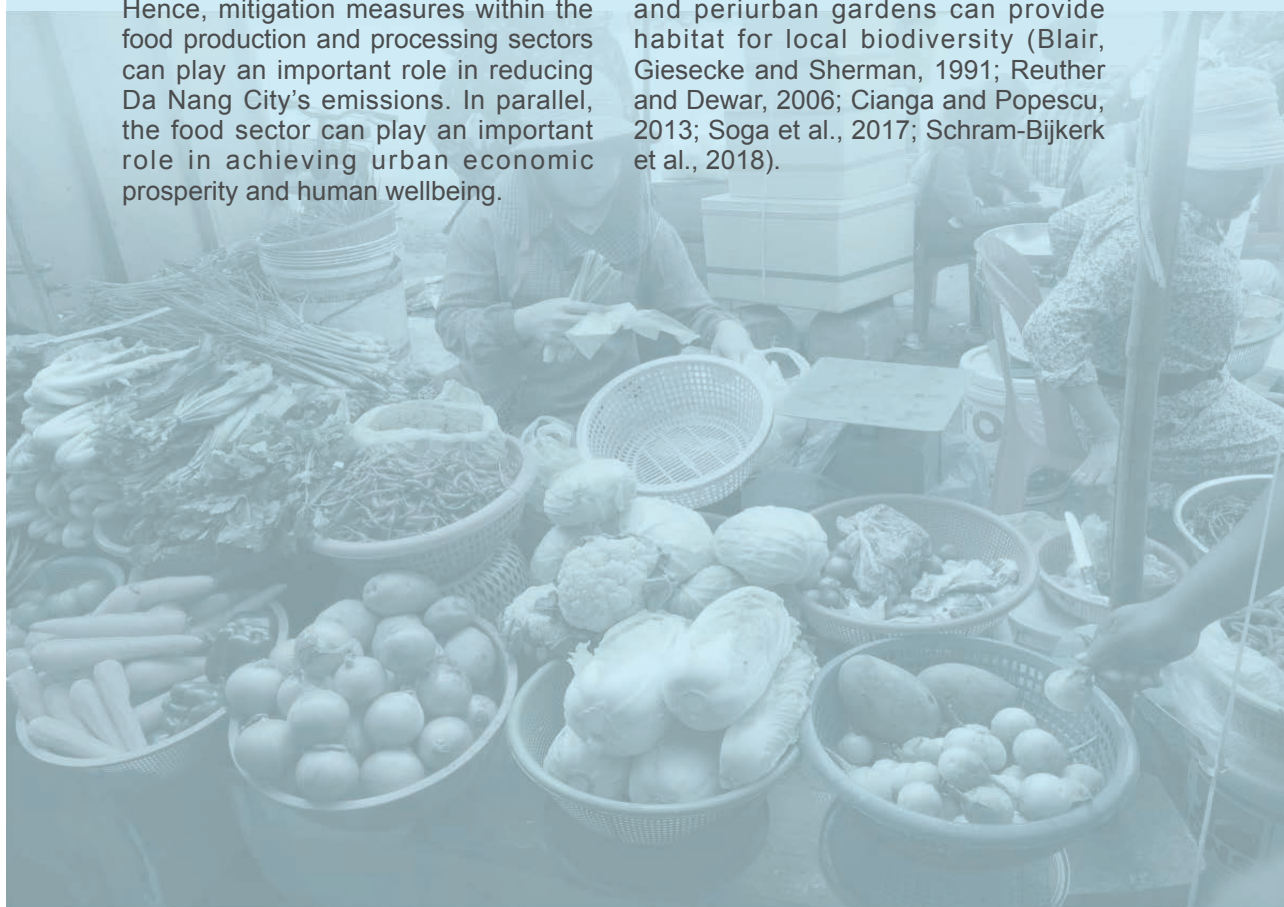 Hence, mitigation measures within the
food production and processing sectors
can play an important role in reducing
Da Nang City's emissions. In parallel,
the food sector can play an important
role in achieving urban economic
prosperity and human wellbeing.
and periurban gardens can provide
habitat for local biodiversity (Blair,
Giesecke and Sherman, 1991; Reuther
and Dewar, 2006; Cianga and Popescu,
2013; Soga et al., 2017; Schram-Bijkerk
et al., 2018).